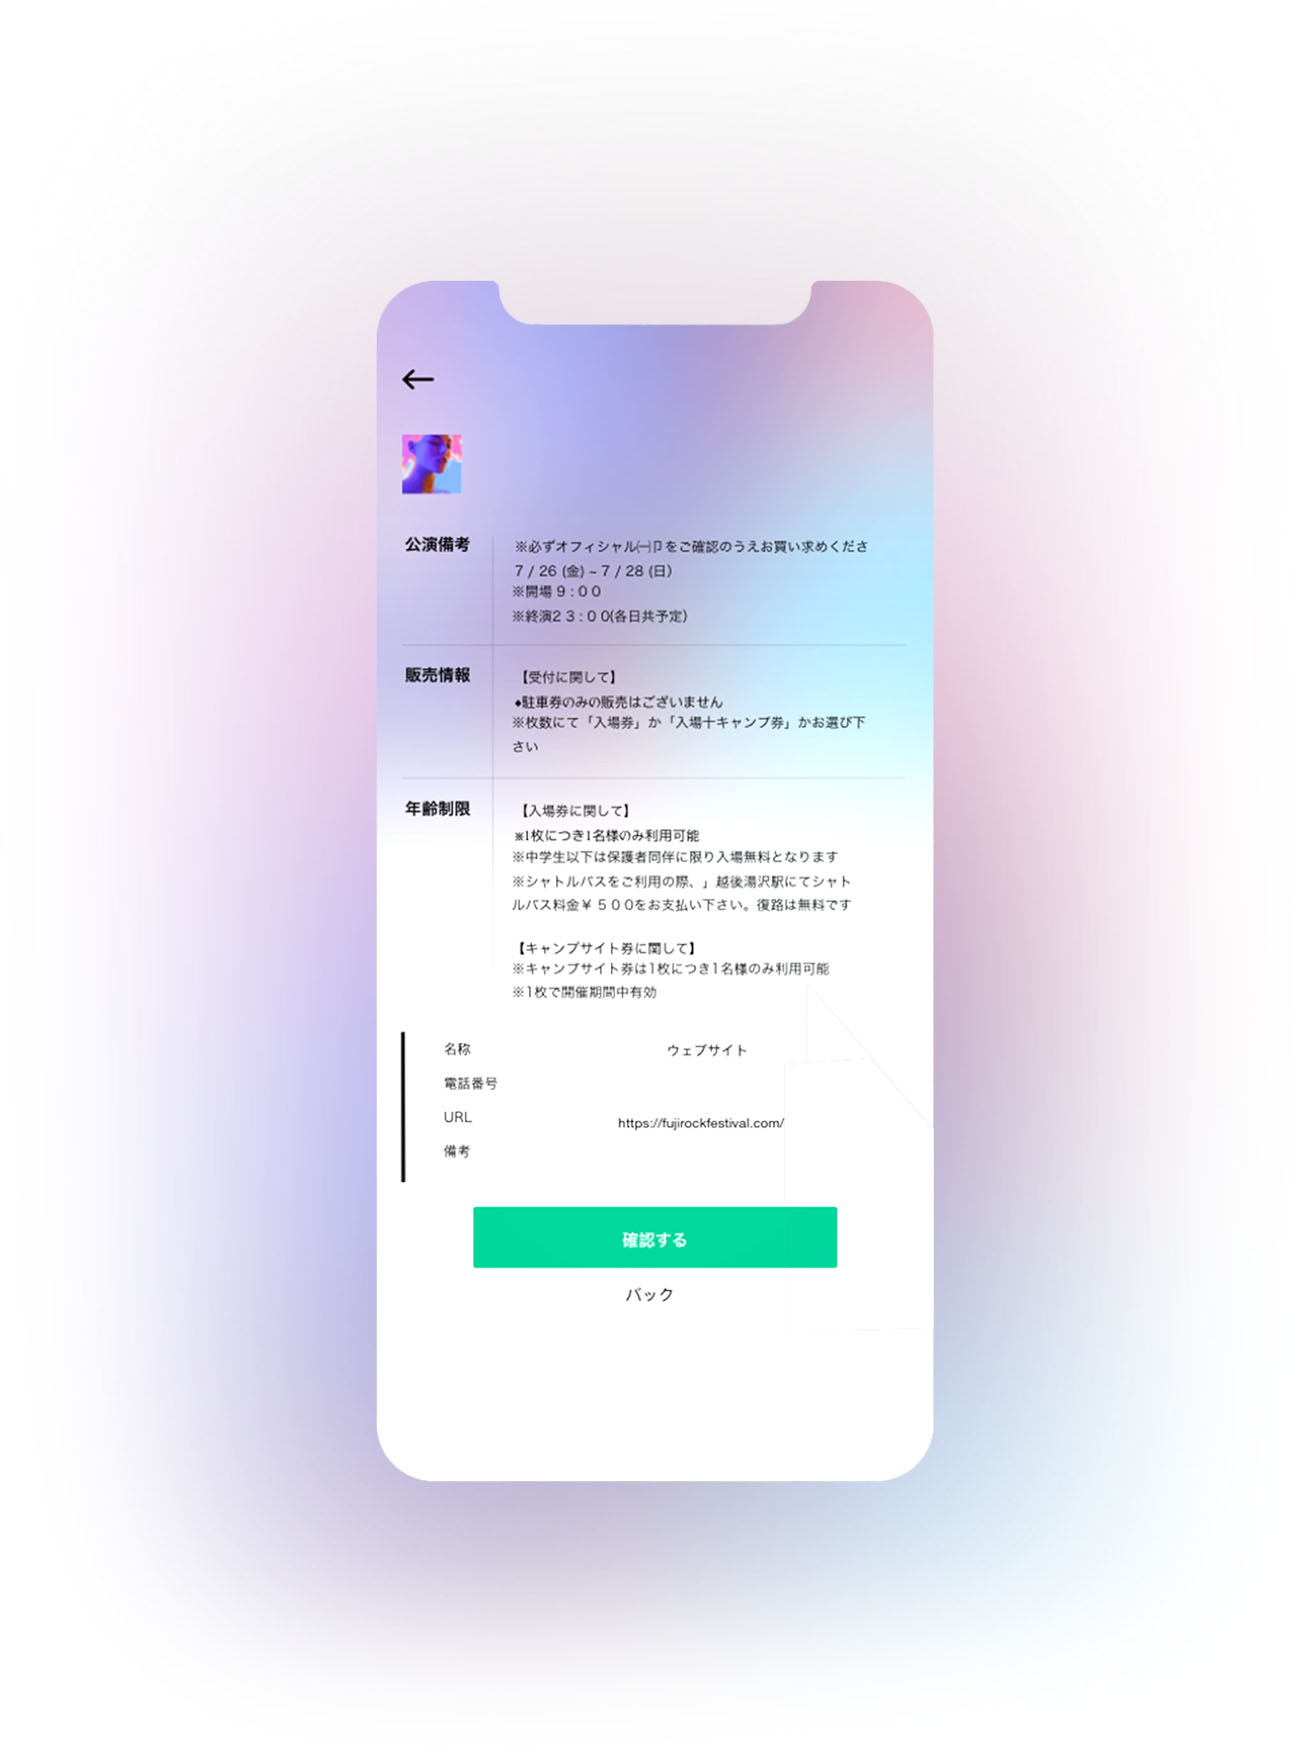 公演備考
※必ずオフィシャル㈠卩をご確認のうえお買い求めくださ
7 / 26 (金) ~ 7 / 28 (日)
※開場９：００
※終演２３：００(各日共予定)
販売情報
【受付に関して】
♦駐車券のみの販売はございません
※枚数にて「入場券」か「入場十キャンプ券」かお選び下
さい
年齢制限
【入場券に関して】
※1枚につき1名様のみ利用可能
※中学生以下は保護者同伴に限り入場無料となります
※シャトルバスをご利用の際、」越後湯沢駅にてシャト
ルバス料金￥５００をお支払い下さい。復路は無料です
【キャンプサイト券に関して】
※キャンプサイト券は1枚につき1名様のみ利用可能
※1枚で開催期間中有効
名称
ウェブサイト
電話番号
URL
https://fujirockfestival.com/
備考
確認する
バック